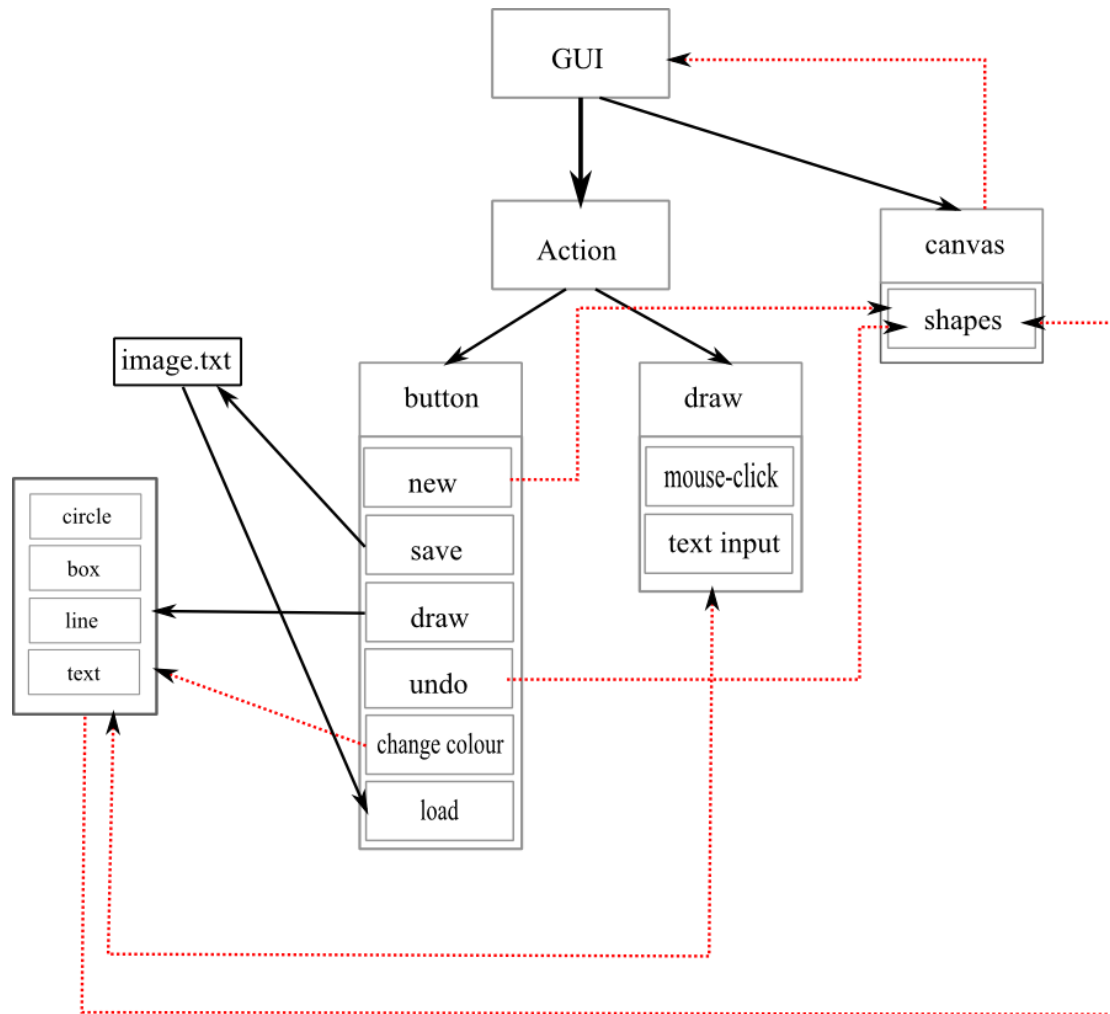 GUI
Action
canvas
shapes
image.txt
button
new
save
draw
undo
change colour
load
draw
mouse-click
text input
circle
box
line
text